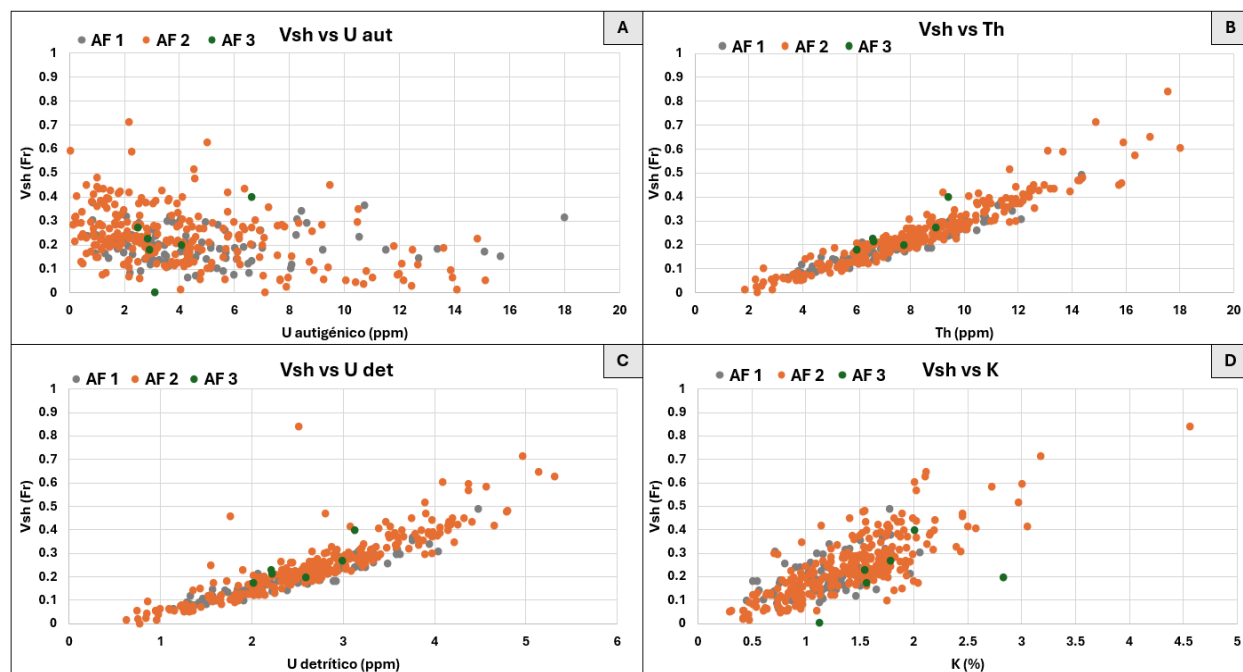 Vsh vs U aut
A
AF 1 AF 2 AF 3
1
0.9
0.8
0.7
0.6
0.5
0.4
0.3
0.2
0.1
0
Vsh (Fr)
0 2 4 6 8 10 12 14 16 18 20
U autigénico (ppm)
Vsh vs Th
B
AF 1 AF 2 AF 3
1
0.9
0.8
0.7
0.6
0.5
0.4
0.3
0.2
0.1
0
Vsh (Fr)
0 2 4 6 8 10 12 14 16 18 20
Th (ppm)
Vsh vs U det
C
AF 1 AF 2 AF 3
1
0.9
0.8
0.7
0.6
0.5
0.4
0.3
0.2
0.1
0
Vsh (Fr)
0 1 2 3 4 5 6
U detrítico (ppm)
Vsh vs K
D
AF 1 AF 2 AF 3
1
0.9
0.8
0.7
0.6
0.5
0.4
0.3
0.2
0.1
0
Vsh (Fr)
0 0.5 1 1.5 2 2.5 3 3.5 4 4.5 5
K (%)